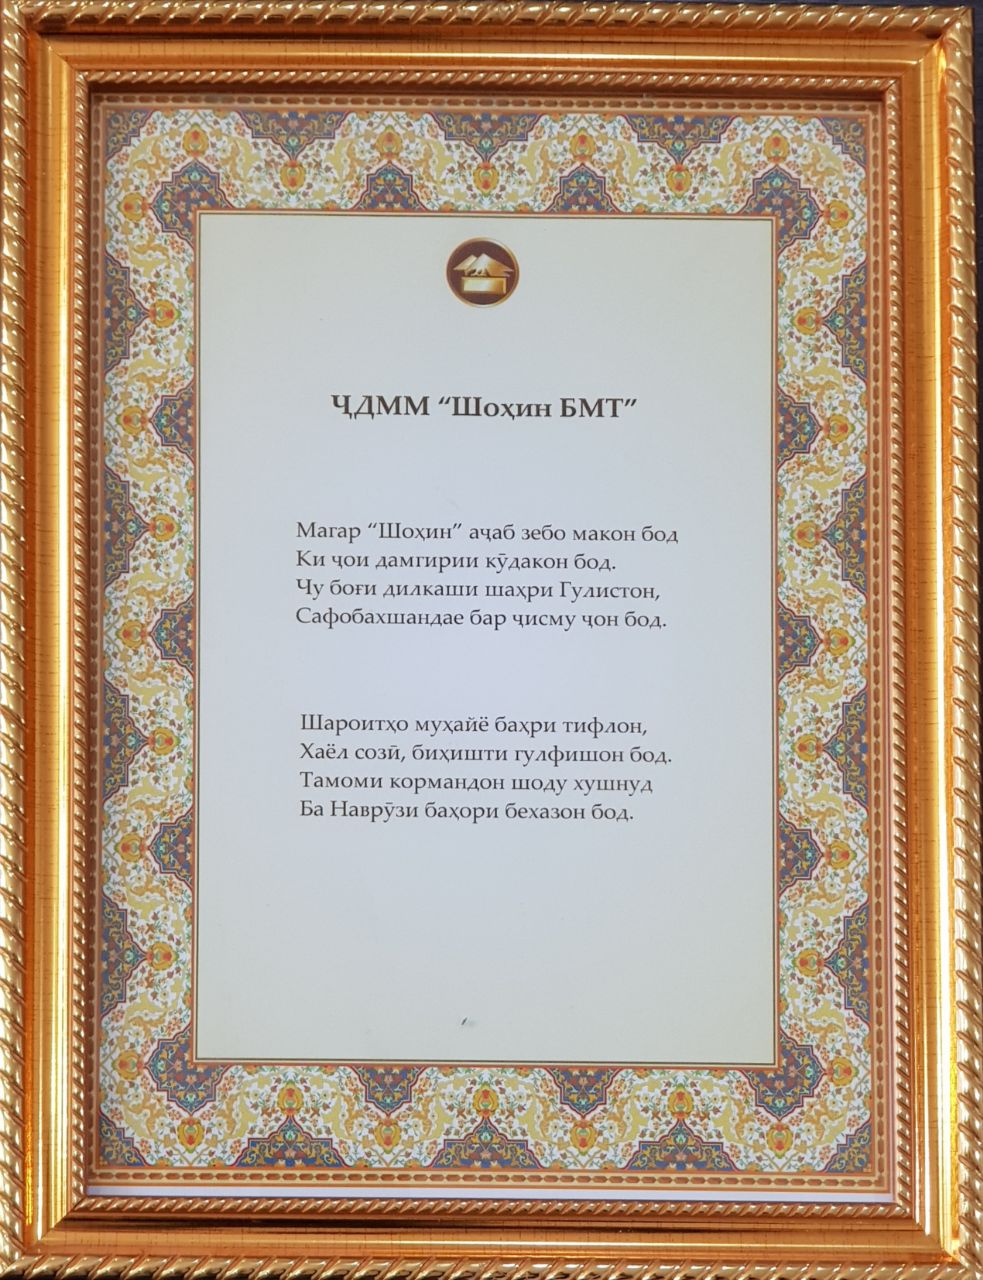 ҶДММ “Шоҳин БМТ”
Магар “Шоҳин” аҷаб зебо макон бод
Ки ҷои дамгирии кӯдакон бод.
Чу боғи дилкаши шаҳри Гулистон,
Сафобахшандае бар ҷисму ҷон бод.
Шароитҳо муҳайё баҳри тифлон,
Хаёл созӣ, биҳишти гулфишон бод.
Тамоми кормандон шоду хушнуд
Ба Наврӯзи баҳори бехазон бод.